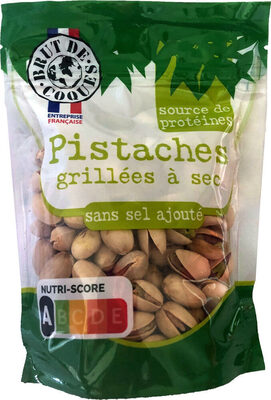 BRUT DE
COQUES
ENTREPRISE
FRANÇAISE
source de
protéines
Pistaches
grillées à sec
sans sel ajouté
NUTRI-SCORE
A B C D E